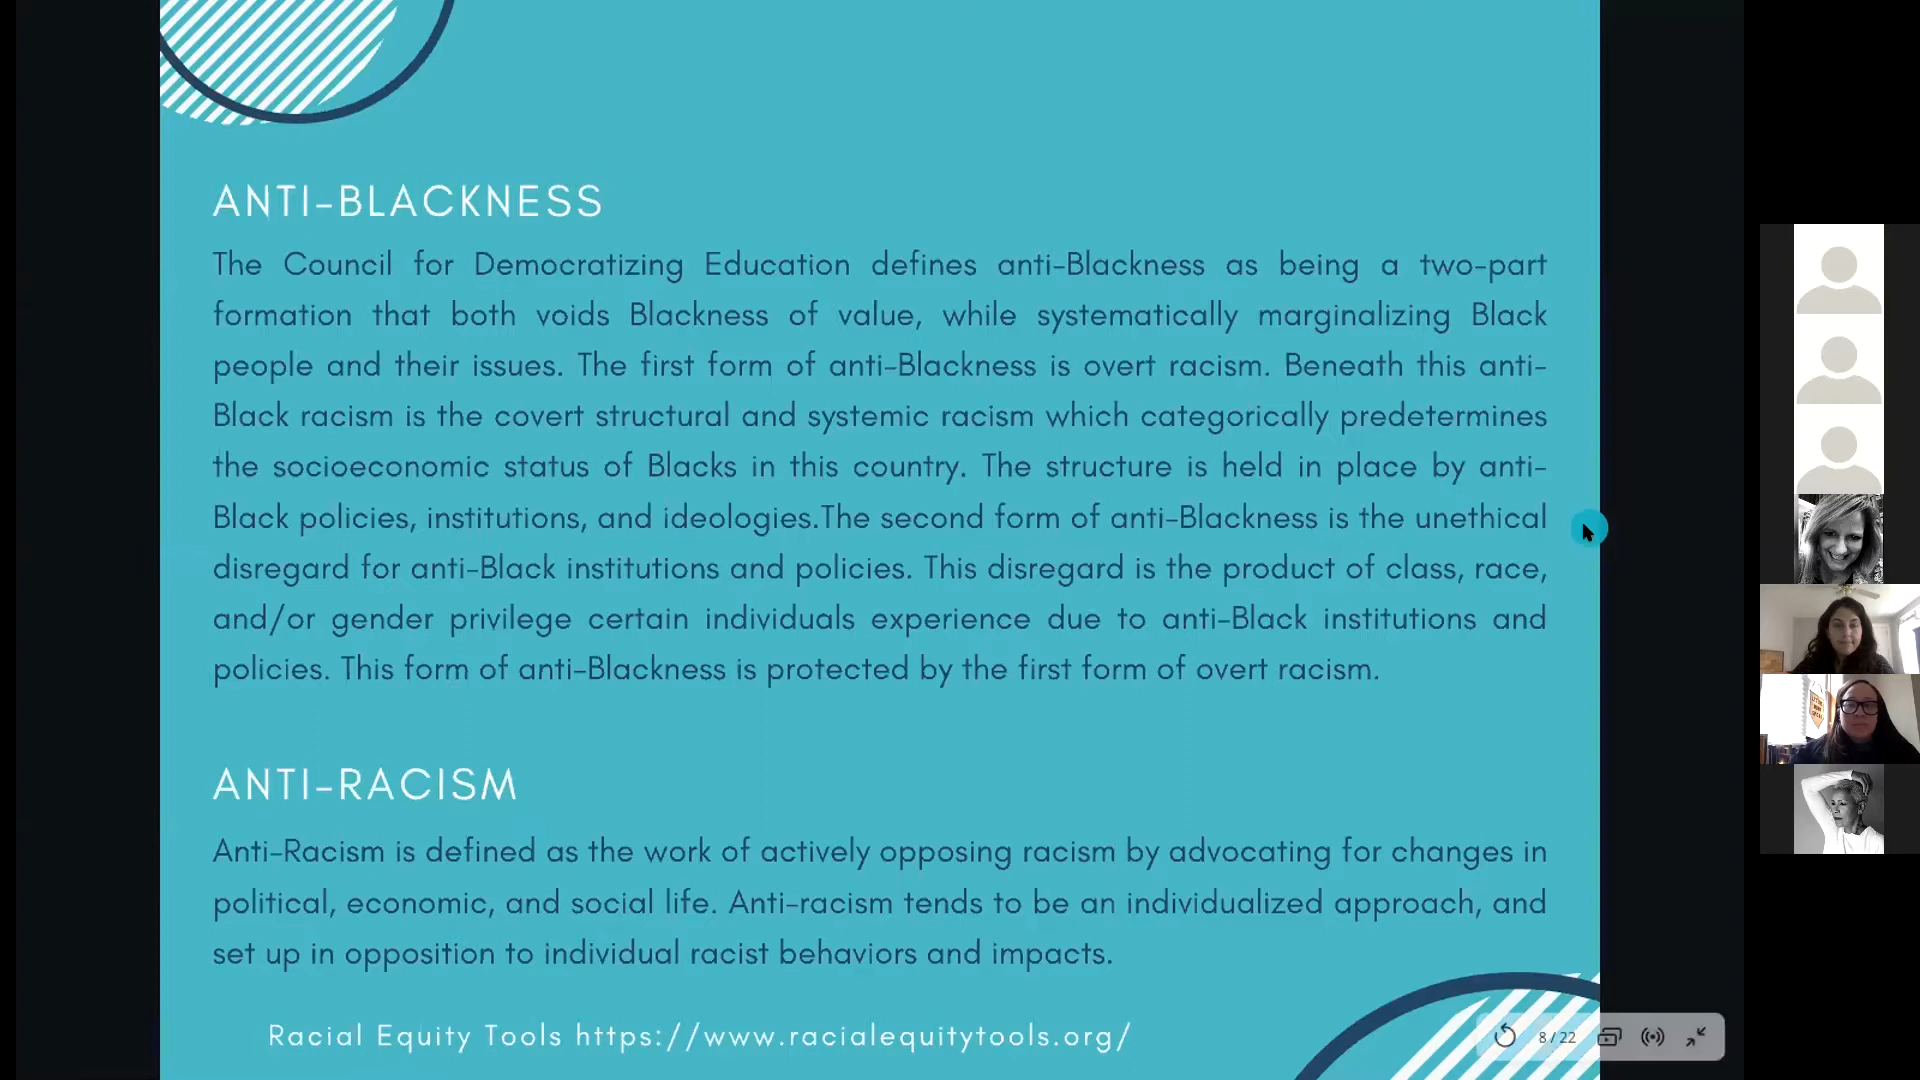 ANTI-BLACKNESS
The Council for Democratizing Education defines anti-Blackness as being a two-part
formation that both voids Blackness of value, while systematically marginalizing Black
people and their issues. The first form of anti-Blackness is overt racism. Beneath this anti-
Black racism is the covert structural and systemic racism which categorically predetermines
the socioeconomic status of Blacks in this country. The structure is held in place by anti-
Black policies, institutions, and ideologies.The second form of anti-Blackness is the unethical
disregard for anti-Black institutions and policies. This disregard is the product of class, race,
and/or gender privilege certain individuals experience due to anti-Black institutions and
policies. This form of anti-Blackness is protected by the first form of overt racism.
ANTI-RACISM
Anti-Racism is defined as the work of actively opposing racism by advocating for changes in
political, economic, and social life. Anti-racism tends to be an individualized approach, and
set up in opposition to individual racist behaviors and impacts.
Racial Equity Tools https://www.racialequitytools.org/
8 / 22